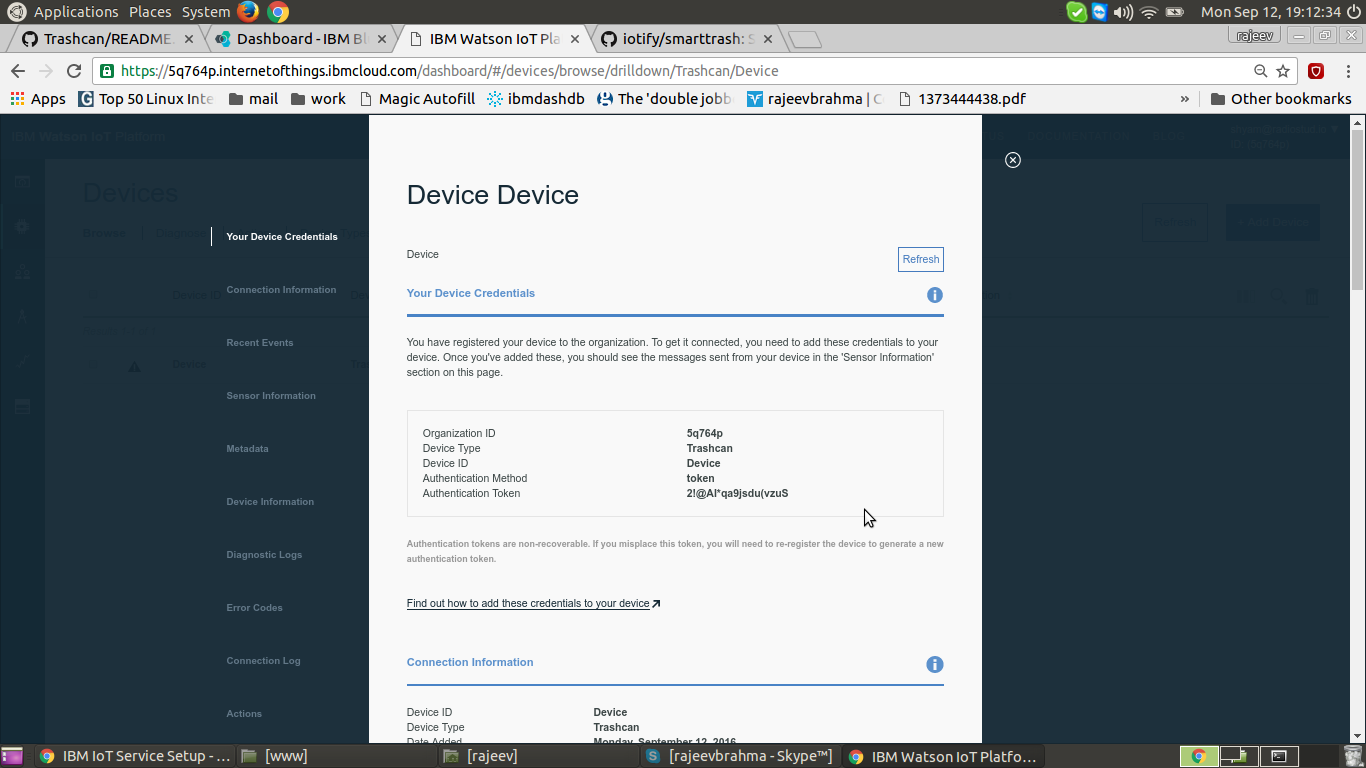 Applications Places System Mon Sep 12, 19:12:34
Trashcan/README. Dashboard - IBM Bl IBM Watson IoT Pla iotify/smarttrash: S rajeev
https://5q764p.internetofthings.ibmcloud.com/dashboard/#/devices/browse/drilldown/Trashcan/Device
Apps Top 50 Linux Inte mail work Magic Autofill ibmdashdb The 'double jobb rajeevbrahma | C 1373444438.pdf » Other bookmarks
IBM Watson IoT Platform
Devices
Browse
Device ID
Device
Your Device Credentials
Connection Information
Recent Events
Sensor Information
Metadata
Device Information
Diagnostic Logs
Error Codes
Connection Log
Actions
Refresh
Add Device
Device Device
Device
Refresh
Your Device Credentials
You have registered your device to the organization. To get it connected, you need to add these credentials to your
device. Once you've added these, you should see the messages sent from your device in the 'Sensor Information'
section on this page.
Organization ID 5q764p
Device Type Trashcan
Device ID Device
Authentication Method token
Authentication Token 2!@Al*qa9jsdu(vzuS
Authentication tokens are non-recoverable. If you misplace this token, you will need to re-register the device to generate a new
authentication token.
Find out how to add these credentials to your device
Connection Information
Device ID Device
Device Type Trashcan
Date Added Monday, September 12, 2016
IBM IoT Service Setup - ... [www] [rajeev] [rajeevbrahma - Skype™] IBM Watson IoT Platfo...